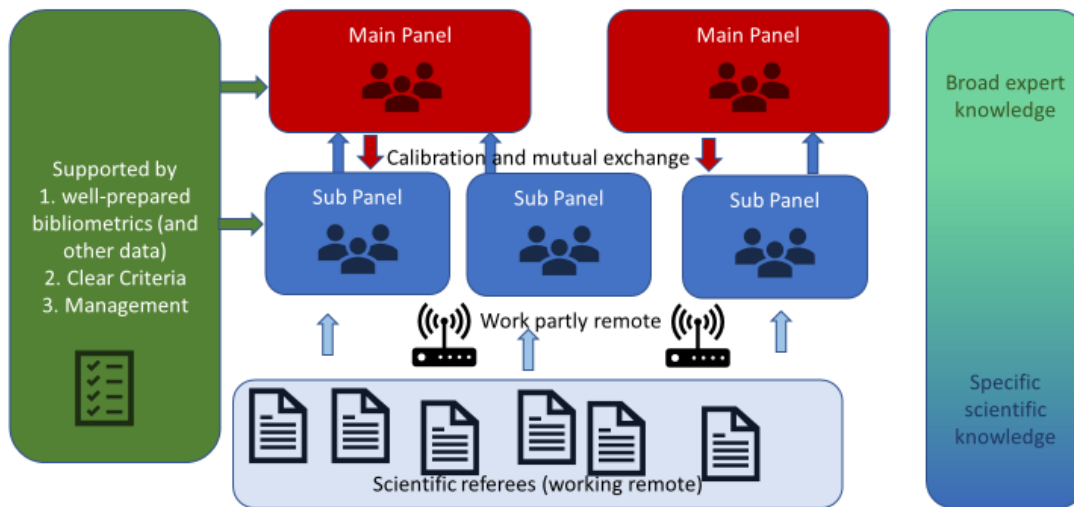 Main Panel
Main Panel
Broad expert
knowledge
Calibration and mutual exchange
Supported by
1. well-prepared
bibliometrics (and
other data)
2. Clear Criteria
3. Management
Sub Panel
Sub Panel
Sub Panel
Work partly remote
Specific
scientific
knowledge
Scientific referees (working remote)